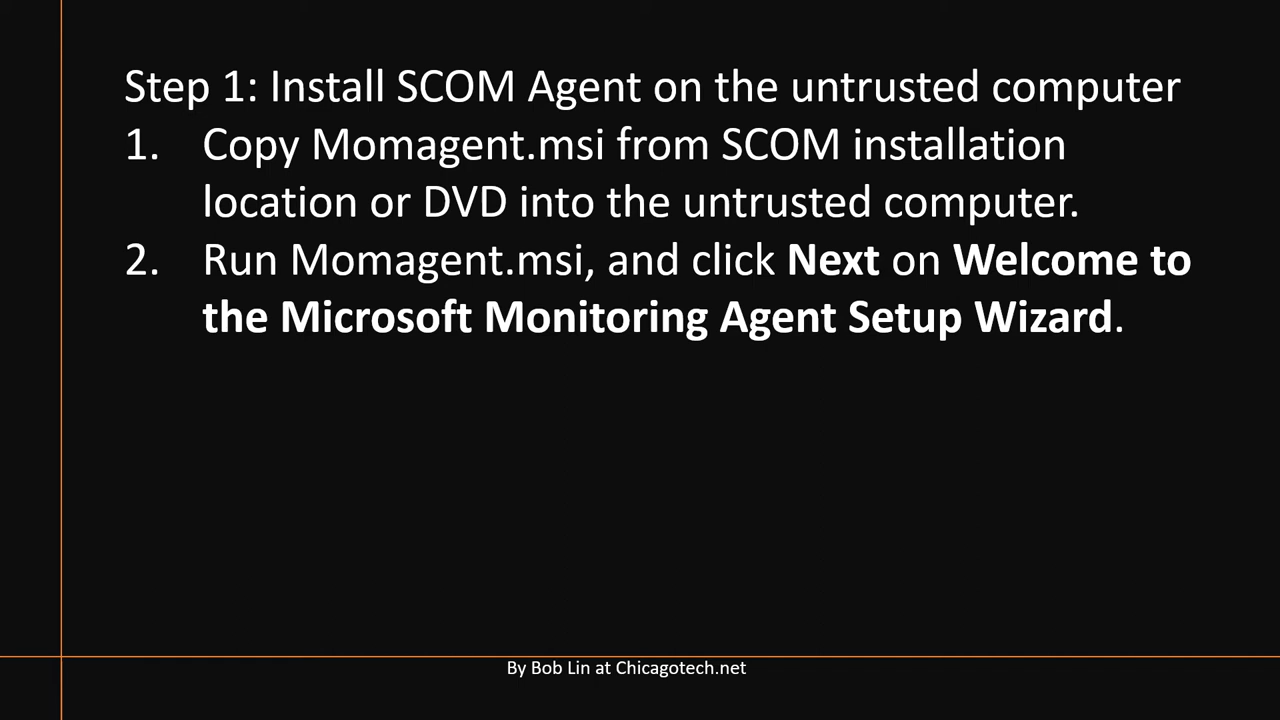 Step 1: Install SCOM Agent on the untrusted computer
1. Copy Momagent.msi from SCOM installation
location or DVD into the untrusted computer.
2. Run Momagent.msi, and click Next on Welcome to
the Microsoft Monitoring Agent Setup Wizard.
By Bob Lin at Chicagotech.net